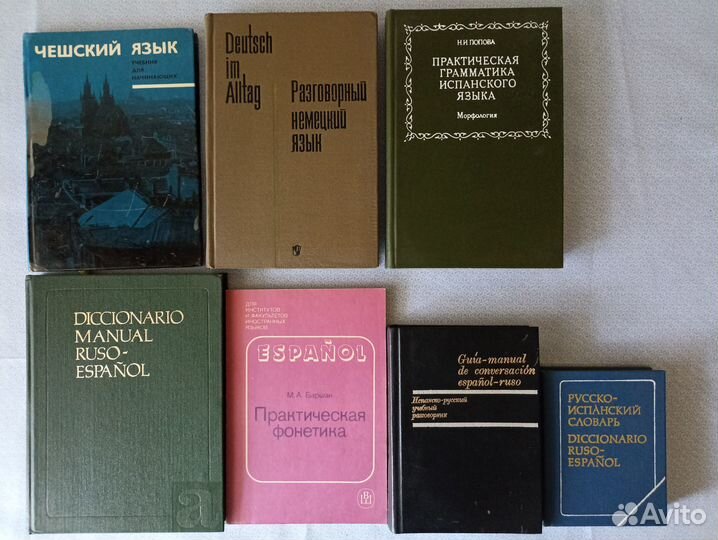 ЧЕШСКИЙ ЯЗЫК
УЧЕБНИК
ДЛЯ
НАЧИНАЮЩИХ
Deutsch
im
Alltag
Разговорный
немецкий
язык
Н.И.ПОПОВА
ПРАКТИЧЕСКАЯ
ГРАММАТИКА
ИСПАНСКОГО
ЯЗЫКА
Морфология
DICCIONARIO
MANUAL
RUSO-
ESPAÑOL
ДЛЯ
ИНСТИТУТОВ
И ФАКУЛЬТЕТОВ
ИНОСТРАННЫХ
ЯЗЫКОВ
ESPAÑOL
М.А. Баршак
Практическая
фонетика
Guía-manual
de conversación
español-ruso
Испанско-русский
учебный
разговорник
РУССКО-
ИСПАНСКИЙ
СЛОВАРЬ
DICCIONARIO
RUSO-
ESPAÑOL
a
Avito